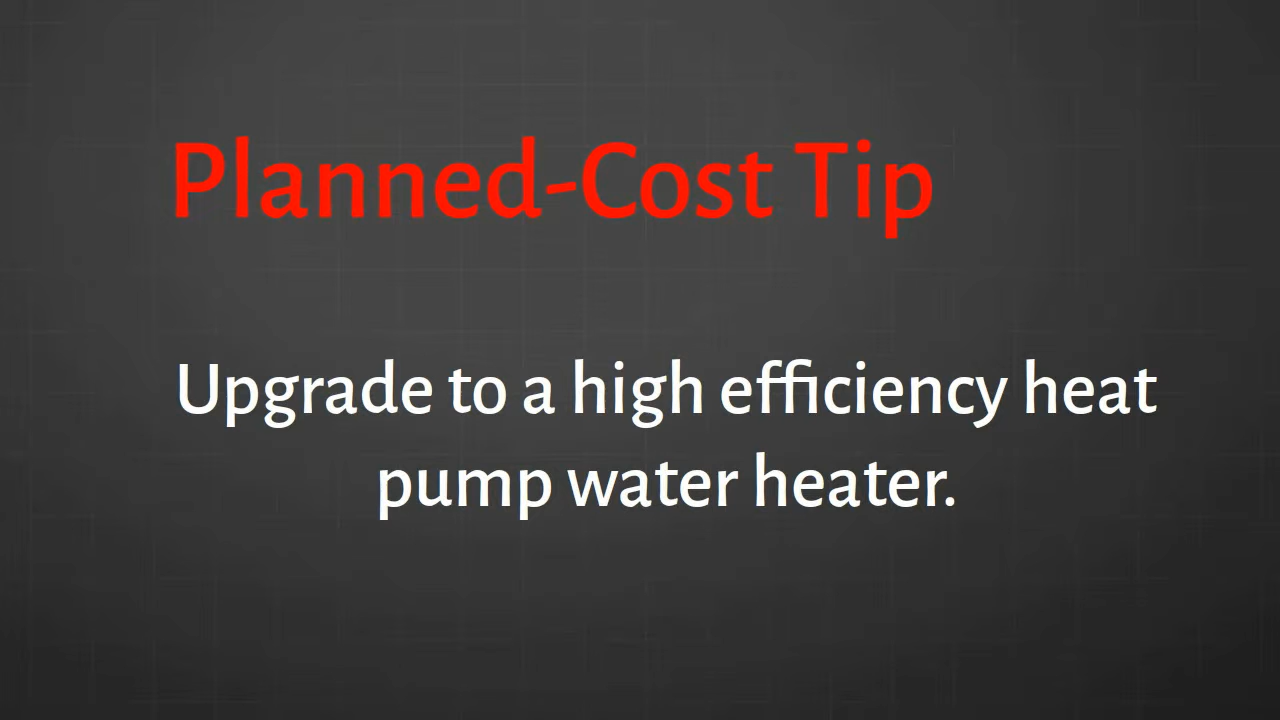 Planned-Cost Tip
Upgrade to a high efficiency heat
pump water heater.